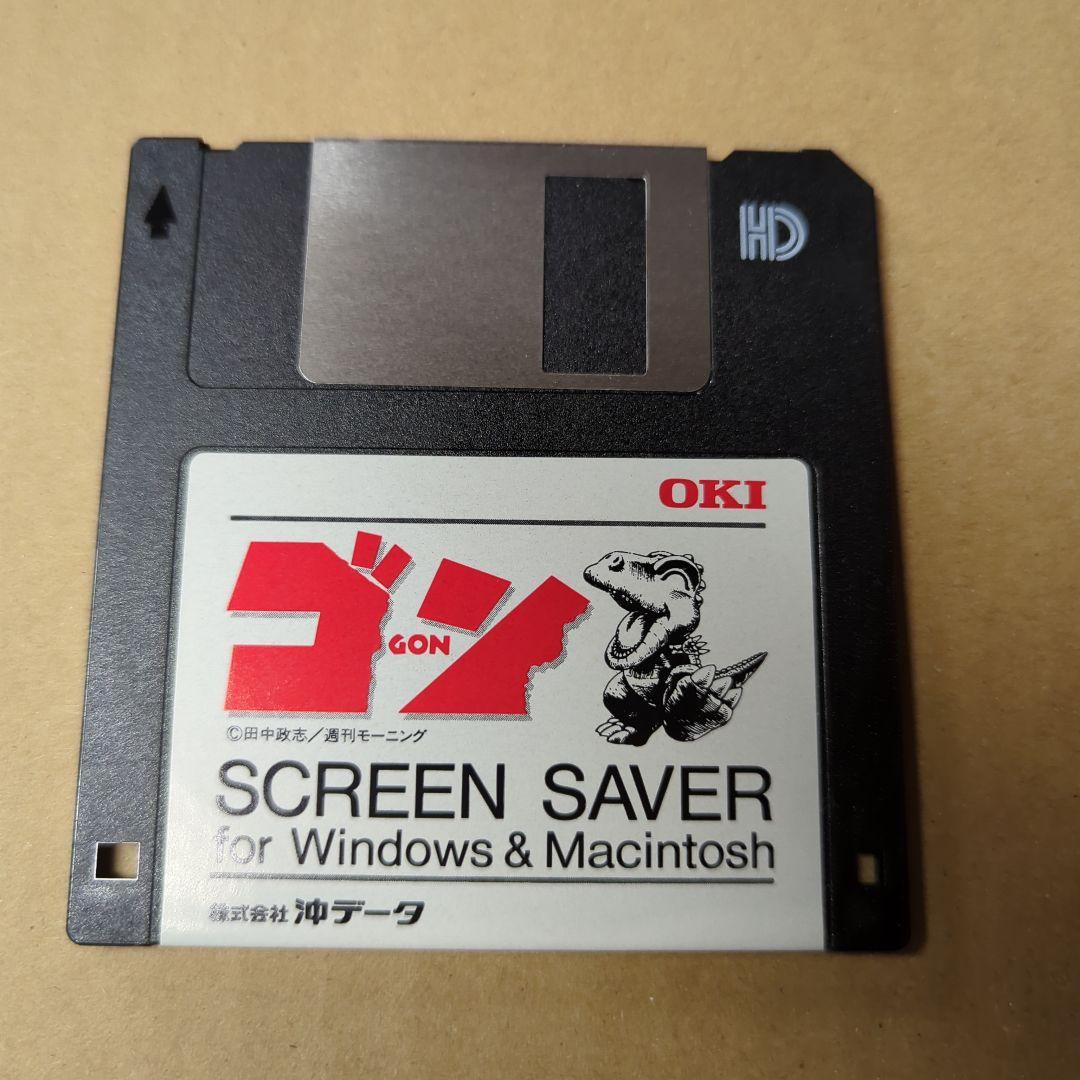 HD
OKI
ゴン
GON
©田中政志/週刊モーニング
SCREEN SAVER
for Windows & Macintosh
株式会社 沖データ